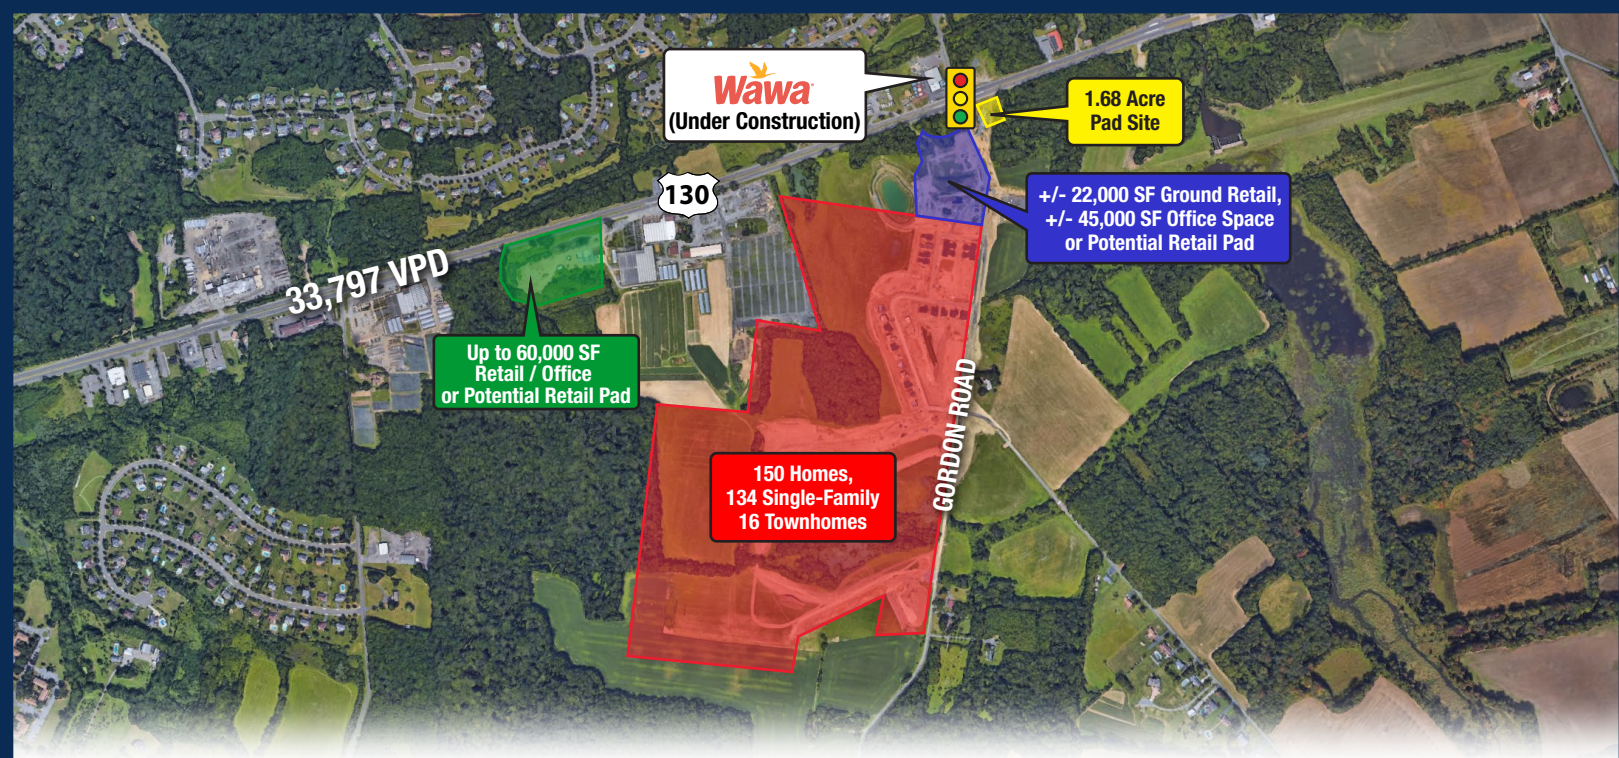 Wawa
(Under Construction)
1.68 Acre
Pad Site
130
+/- 22,000 SF Ground Retail,
+/- 45,000 SF Office Space
or Potential Retail Pad
33,797 VPD
Up to 60,000 SF
Retail / Office
or Potential Retail Pad
GORDON ROAD
150 Homes,
134 Single-Family
16 Townhomes